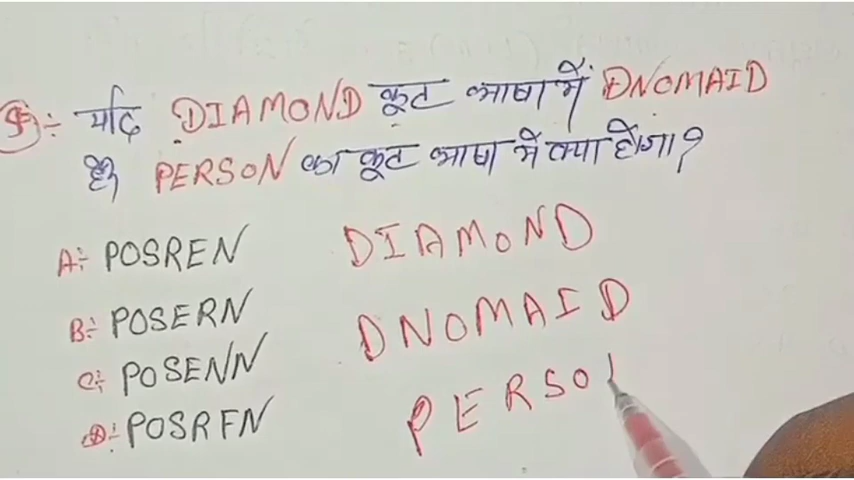 Q÷ यदि DIAMOND कूट भाषा में DNOMAID
है PERSON का कूट भाषा में क्या होगा?
A÷ POSREN
B÷ POSERN
C÷ POSENN
D÷ POSRFN
DIAMOND
DNOMAID
PERSO